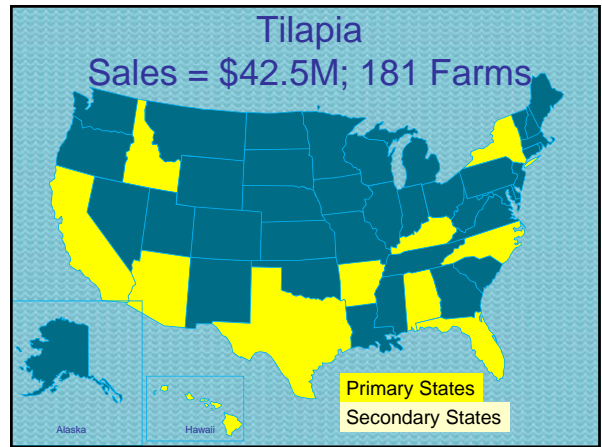 Tilapia
Sales = $42.5M; 181 Farms
Primary States
Secondary States
Alaska
Hawaii